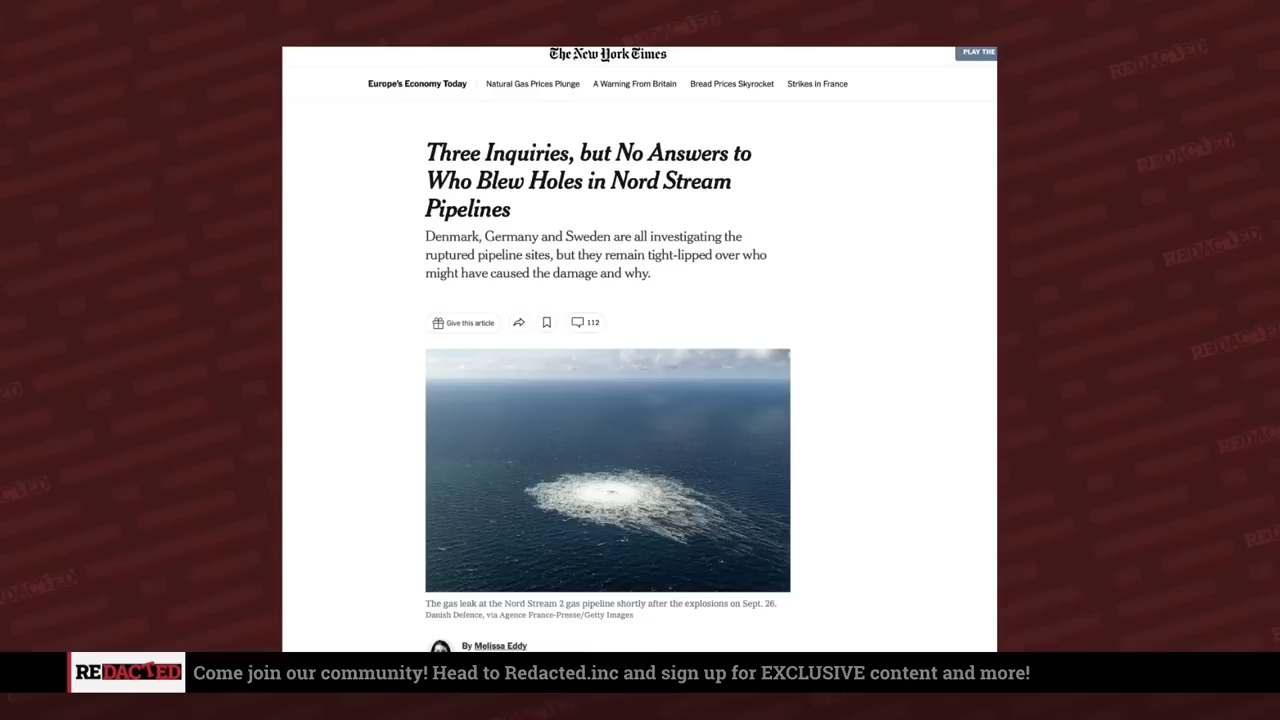 The New York Times
PLAY THE
Europe's Economy Today Natural Gas Prices Plunge A Warning From Britain Bread Prices Skyrocket Strikes in France
Three Inquiries, but No Answers to
Who Blew Holes in Nord Stream
Pipelines
Denmark, Germany and Sweden are all investigating the
ruptured pipeline sites, but they remain tight-lipped over who
might have caused the damage and why.
Give this article 112
The gas leak at the Nord Stream 2 gas pipeline shortly after the explosions on Sept. 26.
Danish Defence, via Agence France-Presse/Getty Images
By Melissa Eddy
REDACTED Come join our community! Head to Redacted.inc and sign up for EXCLUSIVE content and more!
REDACTED
REDACTED
REDACTED
REDACTED
REDACTED